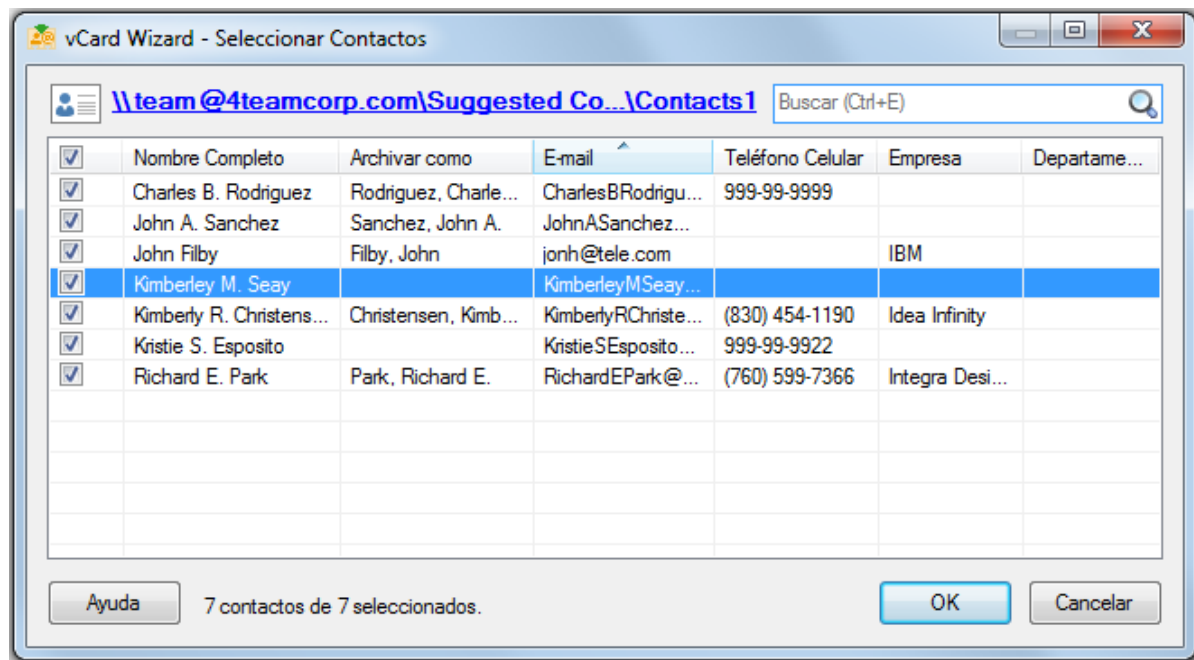 vCard Wizard - Seleccionar Contactos
\\team@4teamcorp.com\Suggested Co...\Contacts1 Buscar (Ctrl+E)
Nombre Completo Archivar como E-mail Teléfono Celular Empresa Departame...
Charles B. Rodriguez Rodriguez, Charle... CharlesBRodrigu... 999-99-9999
John A. Sanchez Sanchez, John A. JohnASanchez...
John Filby Filby, John jonh@tele.com IBM
Kimberley M. Seay KimberleyMSeay...
Kimberly R. Christens... Christensen, Kimb... KimberlyRChriste... (830) 454-1190 Idea Infinity
Kristie S. Esposito KristieSEsposito... 999-99-9922
Richard E. Park Park, Richard E. RichardEPark@... (760) 599-7366 Integra Desi...
Ayuda 7 contactos de 7 seleccionados. OK Cancelar